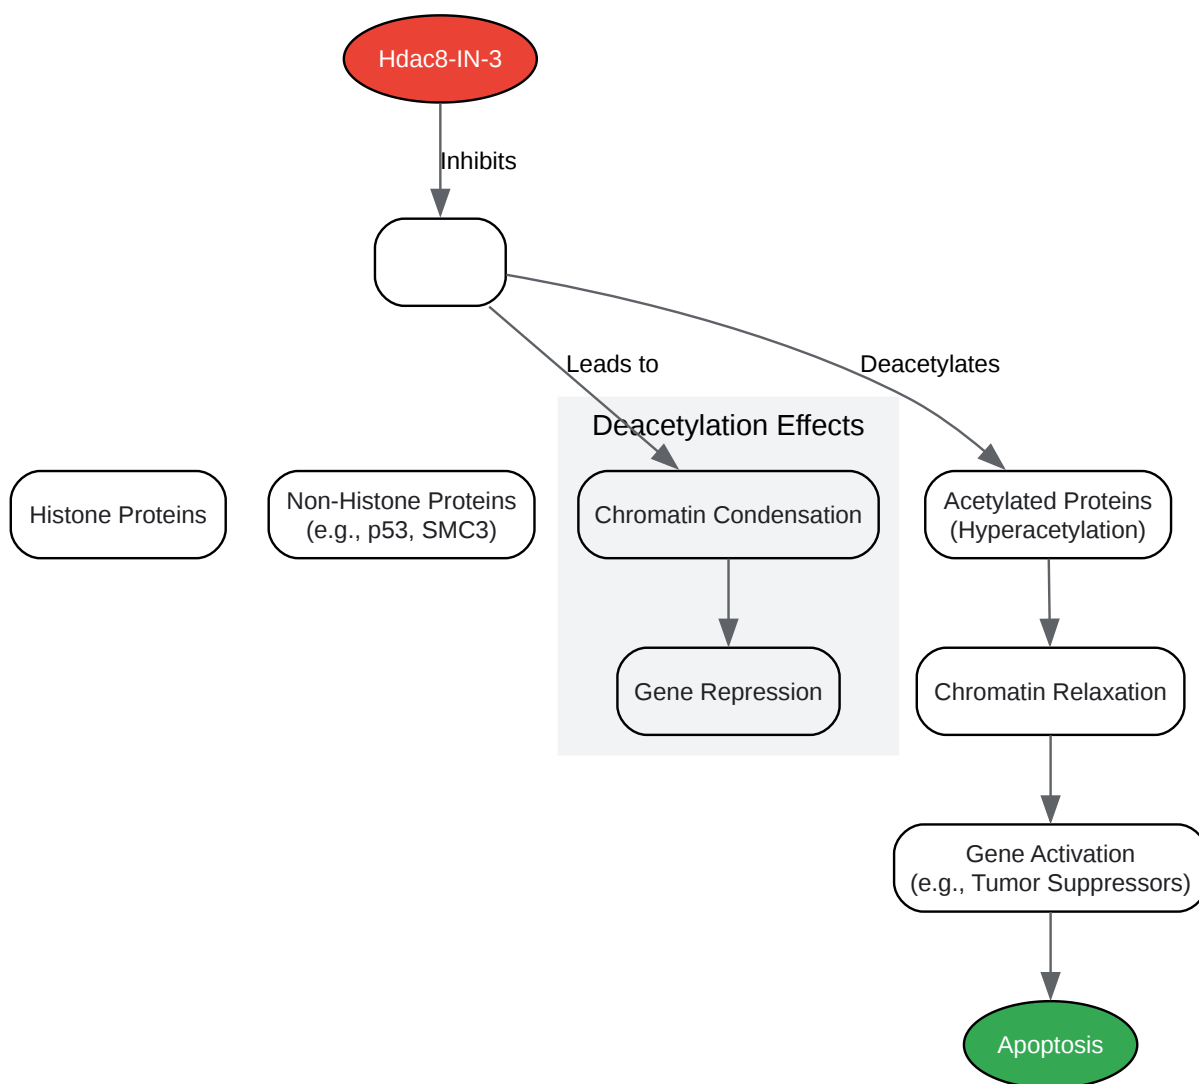 Hdac8-IN-3
Inhibits
Leads to
Deacetylates
Deacetylation Effects
Histone Proteins
Non-Histone Proteins
(e.g., p53, SMC3)
Chromatin Condensation
Acetylated Proteins
(Hyperacetylation)
Gene Repression
Chromatin Relaxation
Gene Activation
(e.g., Tumor Suppressors)
Apoptosis